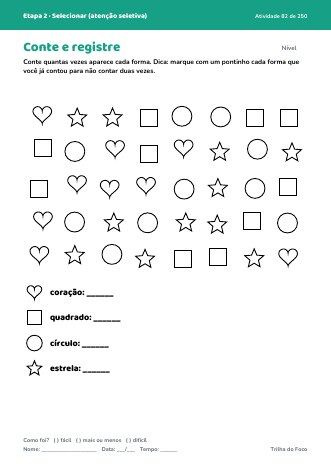 Etapa 2 · Selecionar (atenção seletiva)
Atividade 82 de 250
Conte e registre
Nível
Conte quantas vezes aparece cada forma. Dica: marque com um pontinho cada forma que
você já contou para não contar duas vezes.
coração: ______
quadrado: ______
círculo: ______
estrela: ______
Como foi? ( ) fácil ( ) mais ou menos ( ) difícil
Nome: ____________________ Data: ___/___ Tempo: ______
Trilha do Foco